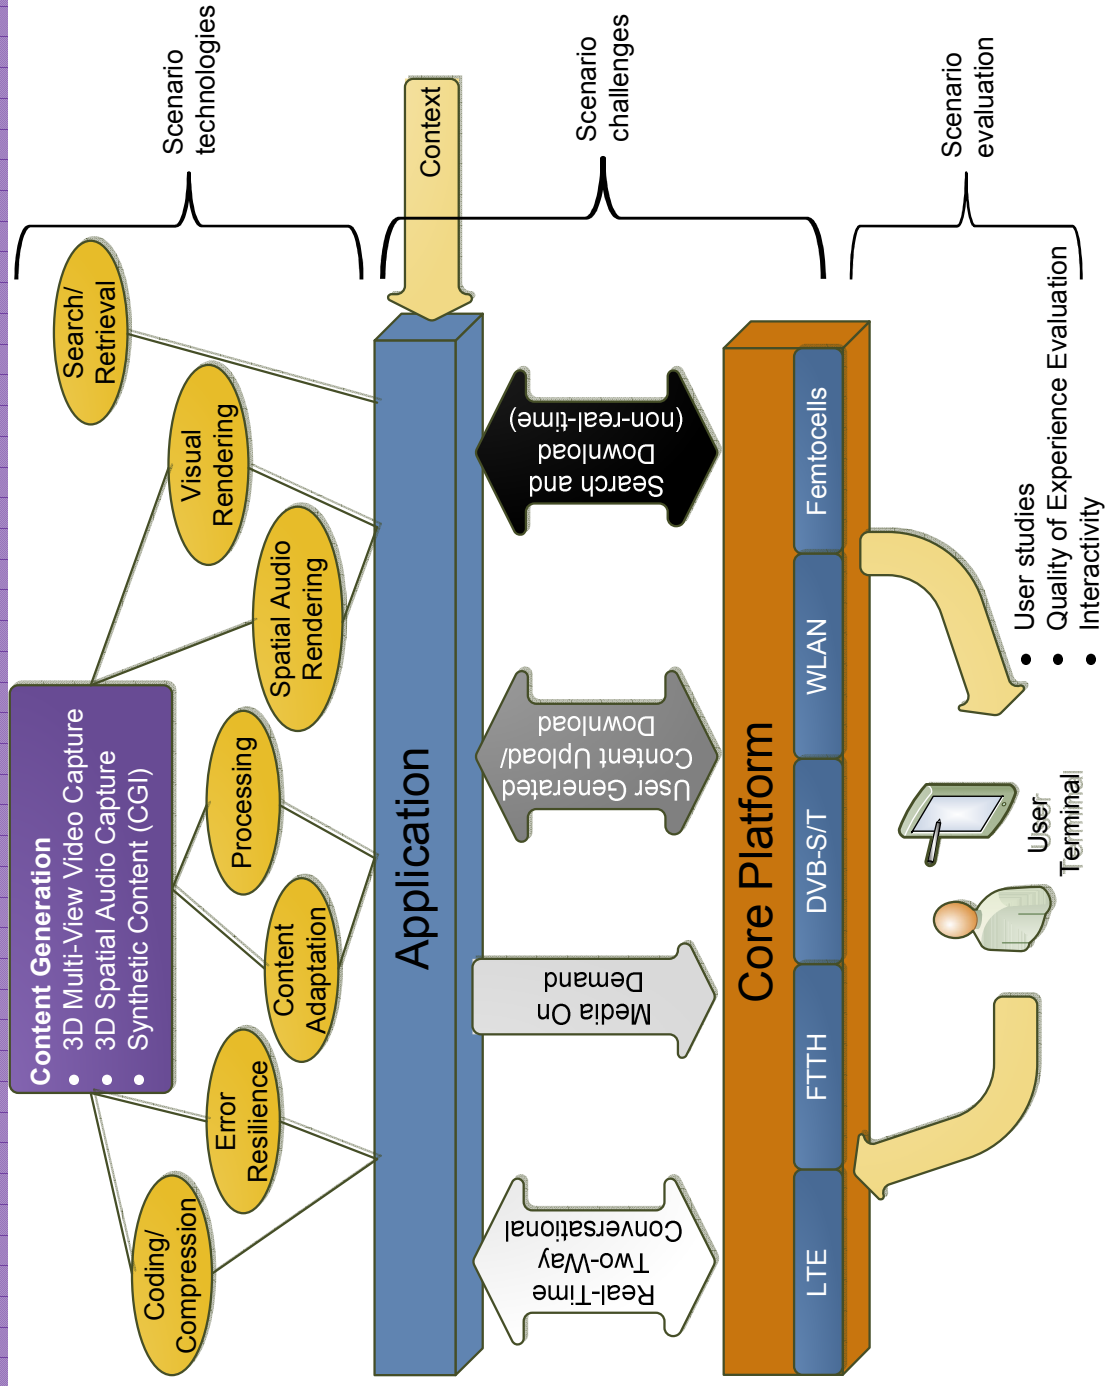 Content Generation
• 3D Multi-View Video Capture
• 3D Spatial Audio Capture
• Synthetic Content (CGI)
Coding/
Compression
Error
Resilience
Content
Adaptation
Processing
Spatial Audio
Rendering
Visual
Rendering
Search/
Retrieval
Scenario
technologies
Application
Context
Real-Time
Two-Way
Conversational
Media On
Demand
User Generated
Content Upload/
Download
Search and
Download
(non-real-time)
Scenario
challenges
Core Platform
LTE
FTTH
DVB-S/T
WLAN
Femtocells
User
Terminal
• User studies
• Quality of Experience Evaluation
• Interactivity
Scenario
evaluation